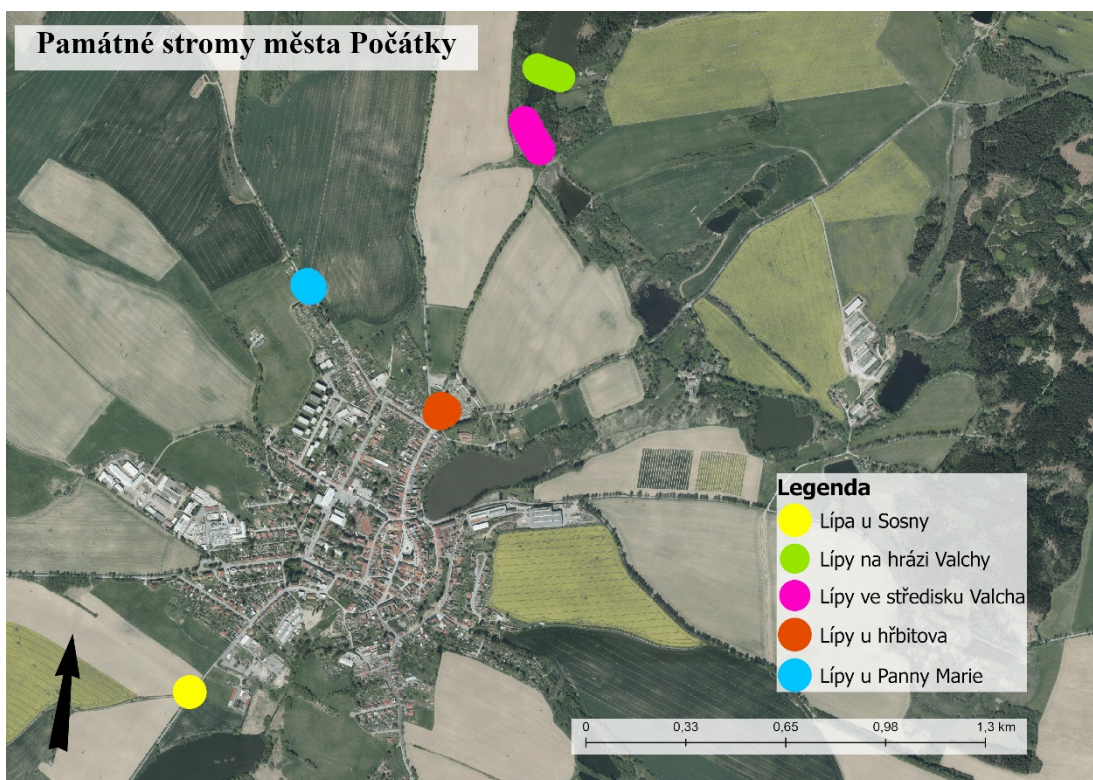 Památné stromy města Počátky
Legenda
Lípa u Sosny
Lípy na hrázi Valchy
Lípy ve středisku Valcha
Lípy u hřbitova
Lípy u Panny Marie
0 0,33 0,65 0,98 1,3 km